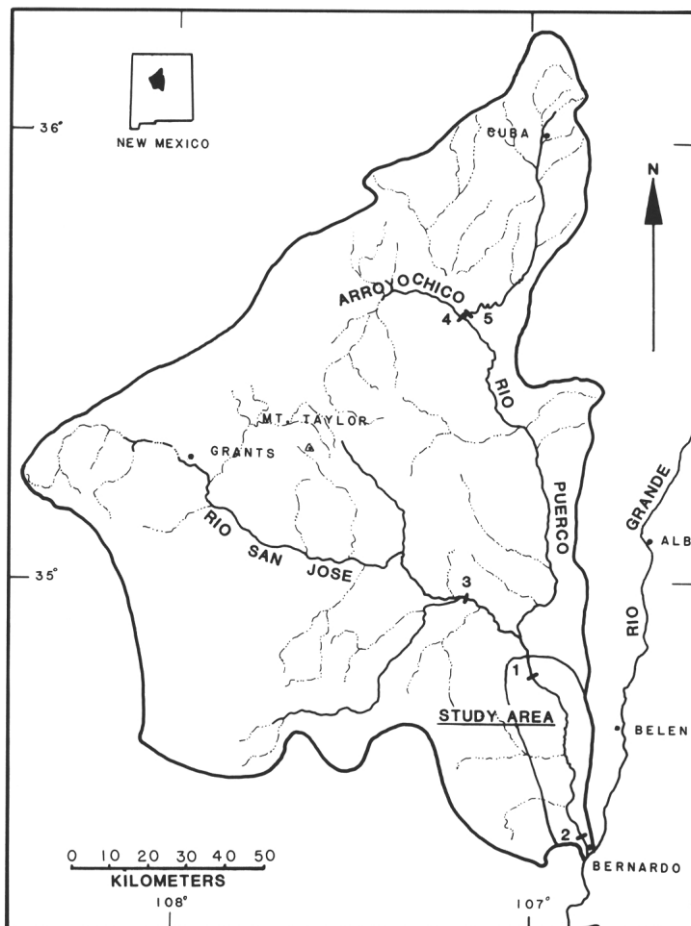 NEW MEXICO
36°
CUBA
N
ARROYO CHICO
4
5
RIO
MT. TAYLOR
GRANTS
PUERCO
RIO GRANDE
ALB
RIO SAN JOSE
35°
3
1
STUDY AREA
BELEN
2
BERNARDO
0 10 20 30 40 50
KILOMETERS
108°
107°